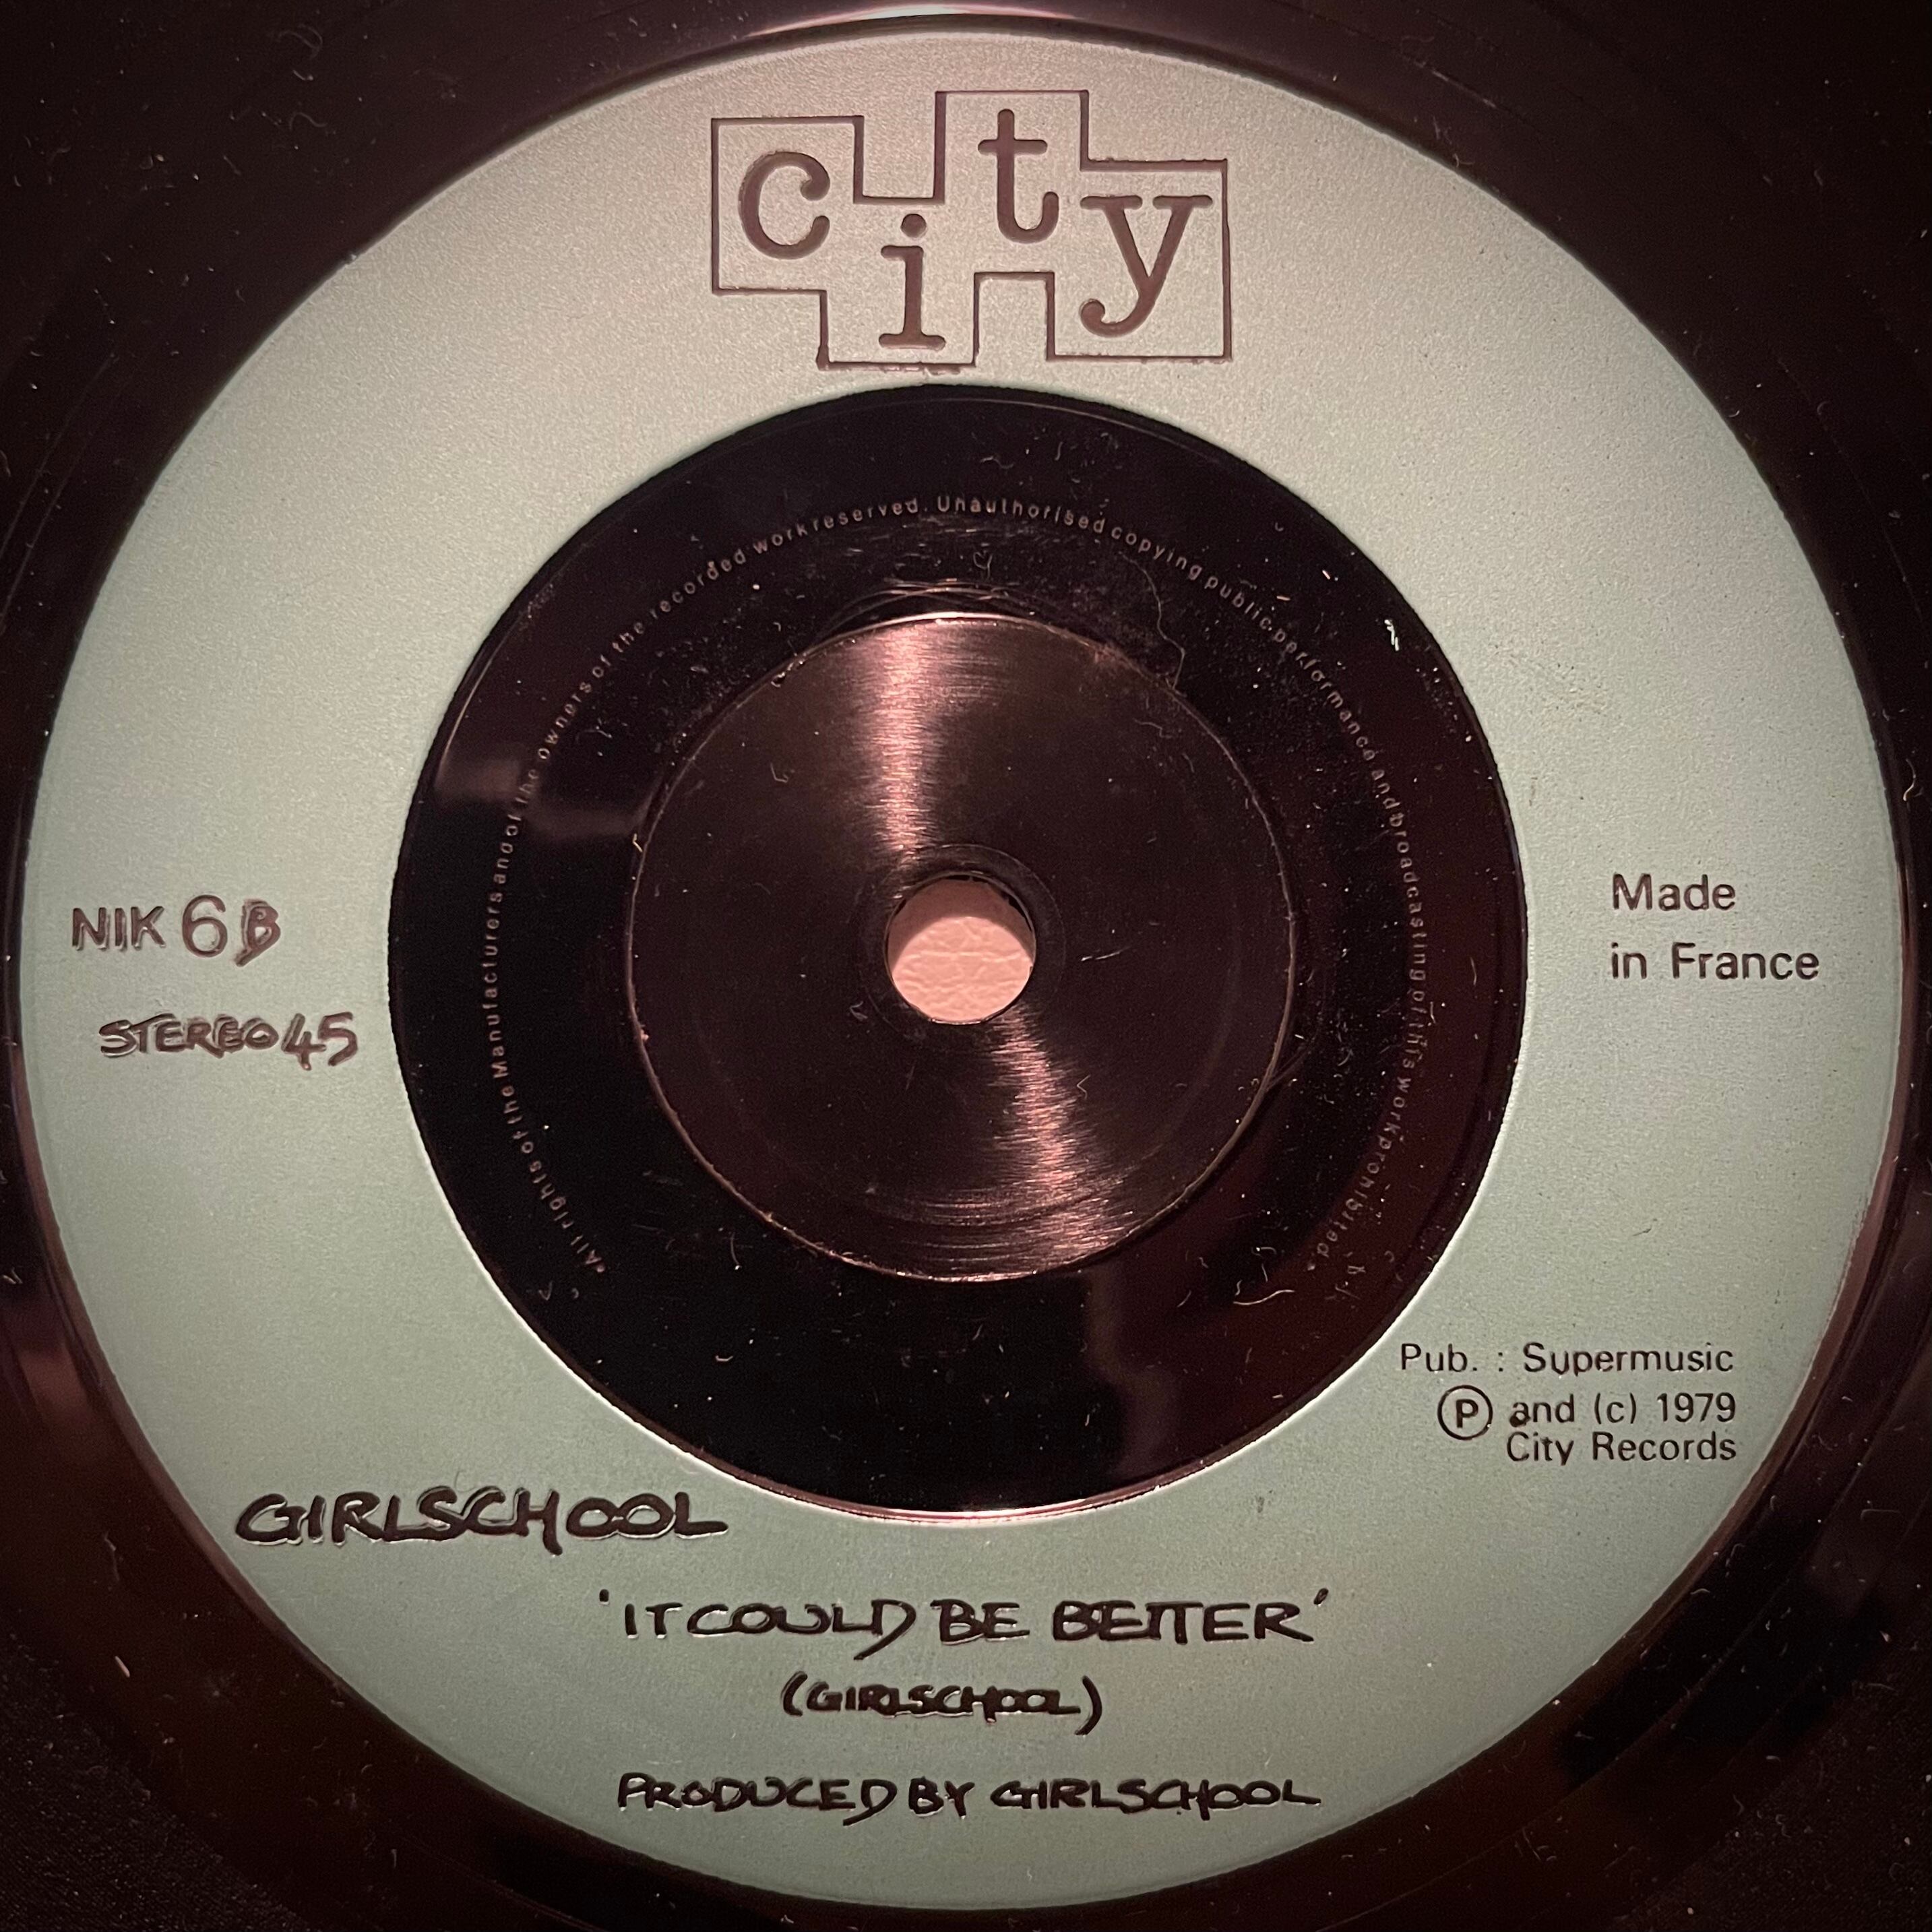 city
•All rights of the Manufacturers and of the owners of the recorded work reserved. Unauthorised copying public performance and broadcasting of this work prohibited.•
NIK 6 B
STEREO 45
Made
in France
Pub. : Supermusic
Ⓟ and (c) 1979
City Records
GIRLSCHOOL
'IT COULD BE BETTER'
(GIRLSCHOOL)
PRODUCED BY GIRLSCHOOL